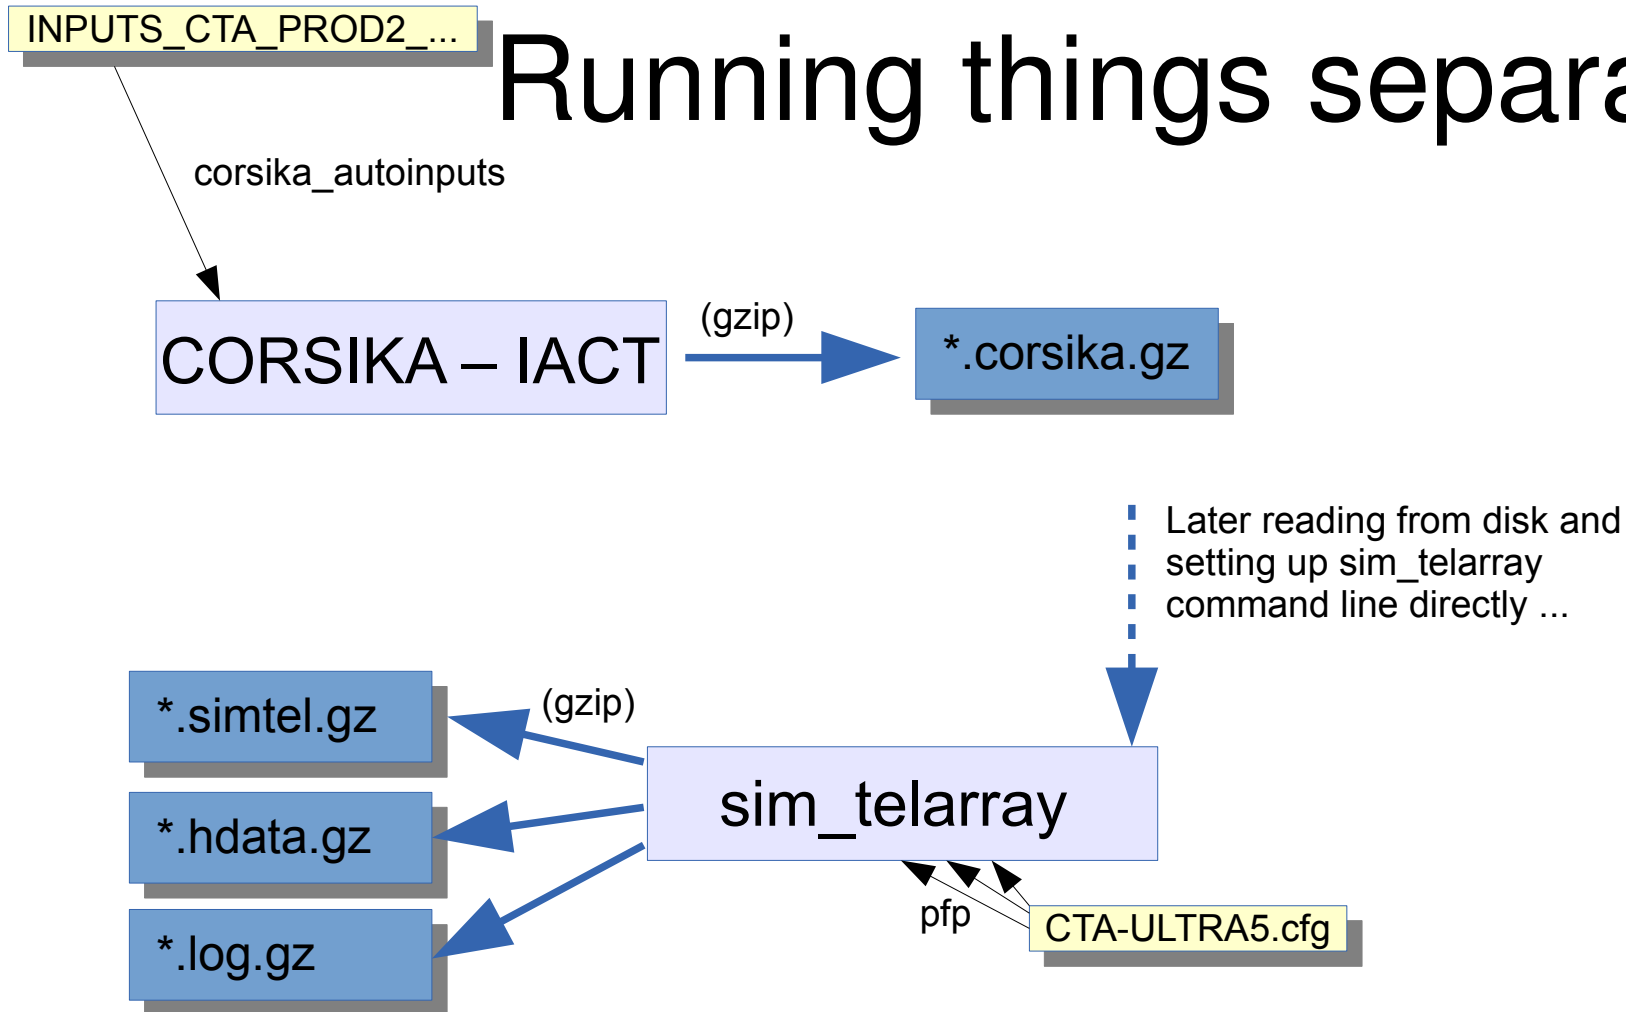 INPUTS_CTA_PROD2_...
Running things separa
corsika_autoinputs
CORSIKA – IACT
(gzip)
*.corsika.gz
Later reading from disk and
setting up sim_telarray
command line directly ...
*.simtel.gz
(gzip)
*.hdata.gz
sim_telarray
*.log.gz
pfp
CTA-ULTRA5.cfg